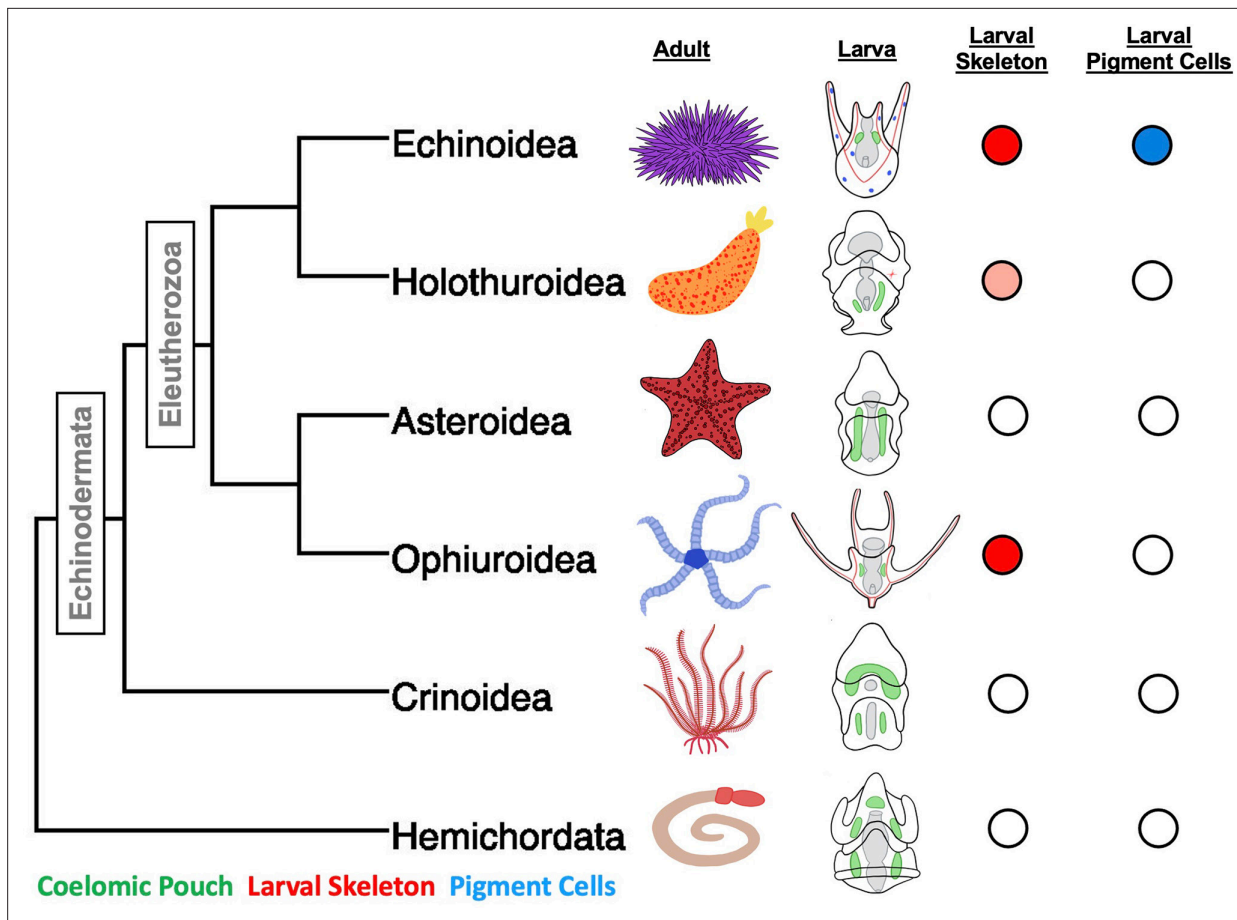 Adult
Larva
Larval
Skeleton
Larval
Pigment Cells
Echinoidea
Holothuroidea
Eleutherozoa
Asteroidea
Echinodermata
Ophiuroidea
Crinoidea
Hemichordata
Coelomic Pouch Larval Skeleton Pigment Cells